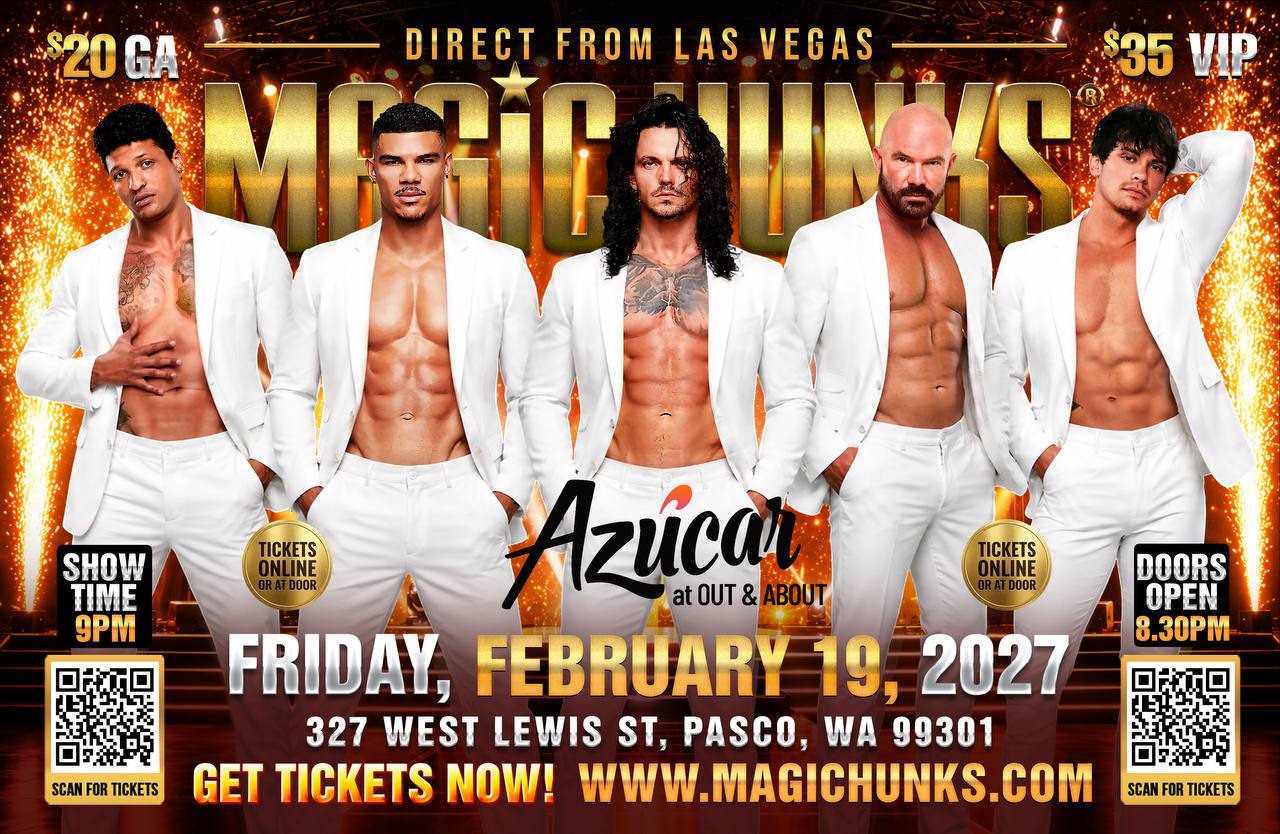 DIRECT FROM LAS VEGAS
$20 GA
$35 VIP
MAGiC HUNKS®
Azúcar
at OUT & ABOUT
TICKETS
ONLINE
OR AT DOOR
TICKETS
ONLINE
OR AT DOOR
SHOW
TIME
9PM
DOORS
OPEN
8.30PM
FRIDAY, FEBRUARY 19, 2027
327 WEST LEWIS ST, PASCO, WA 99301
GET TICKETS NOW! WWW.MAGICHUNKS.COM
SCAN FOR TICKETS
SCAN FOR TICKETS